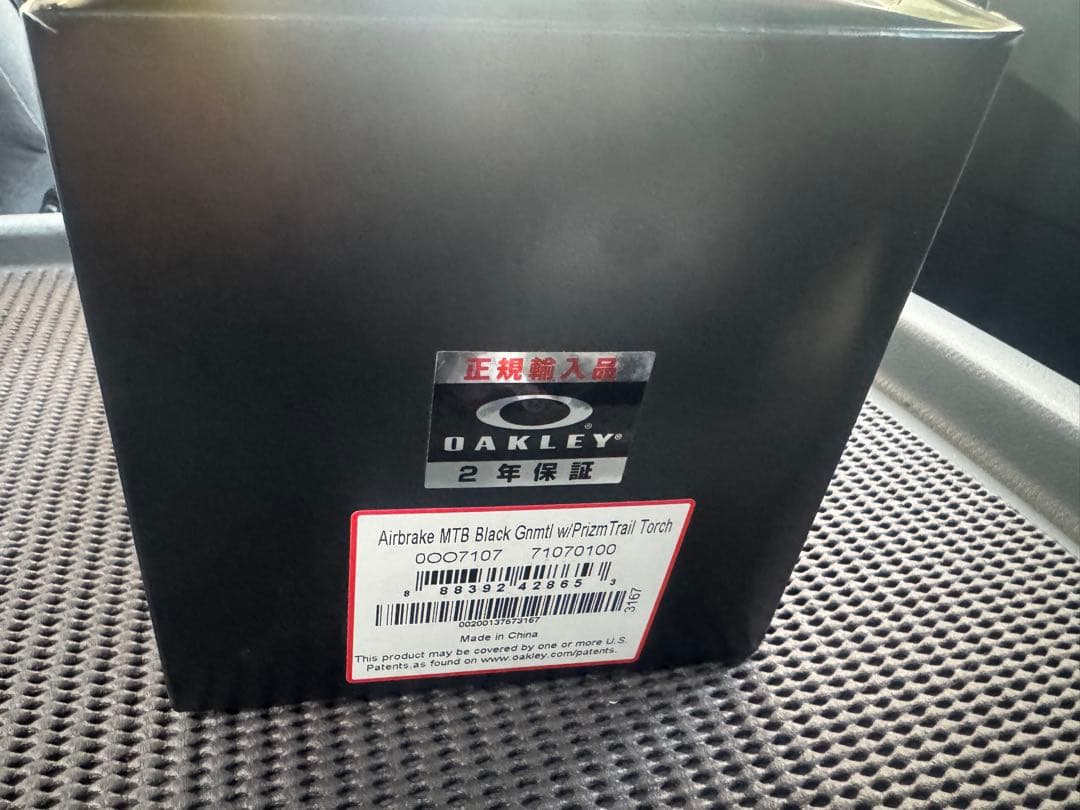 正規輸入品
OAKLEY®
2年保証
Airbrake MTB Black Gnmtl w/PrizmTrail Torch
0OO7107 71070100
8 88392 42865 3
00200137673167
3167
Made in China
This product may be covered by one or more U.S.
Patents,as found on www.oakley.com/patents.